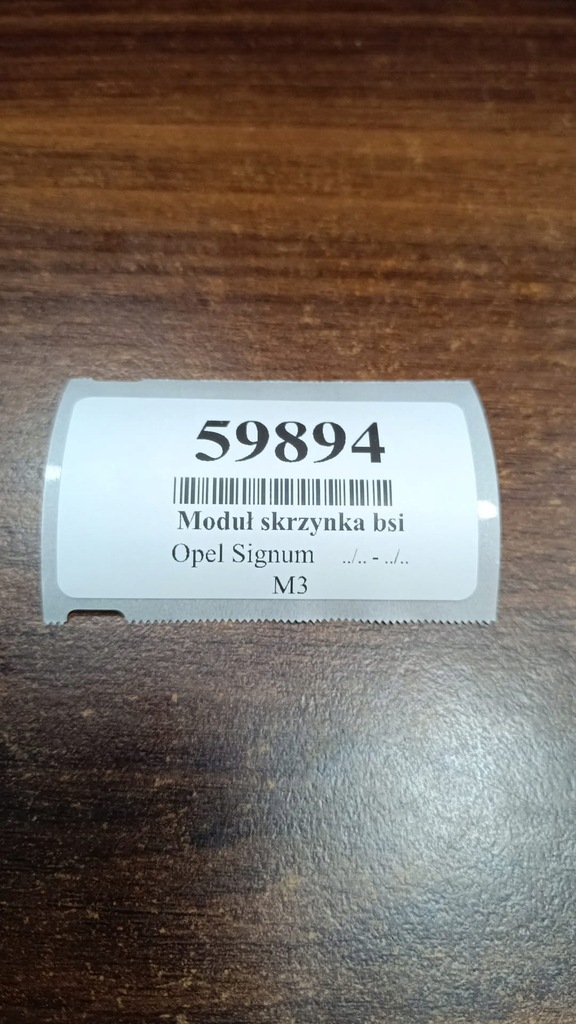 59894
Moduł skrzynka bsi
Opel Signum ../.. - ../..
M3